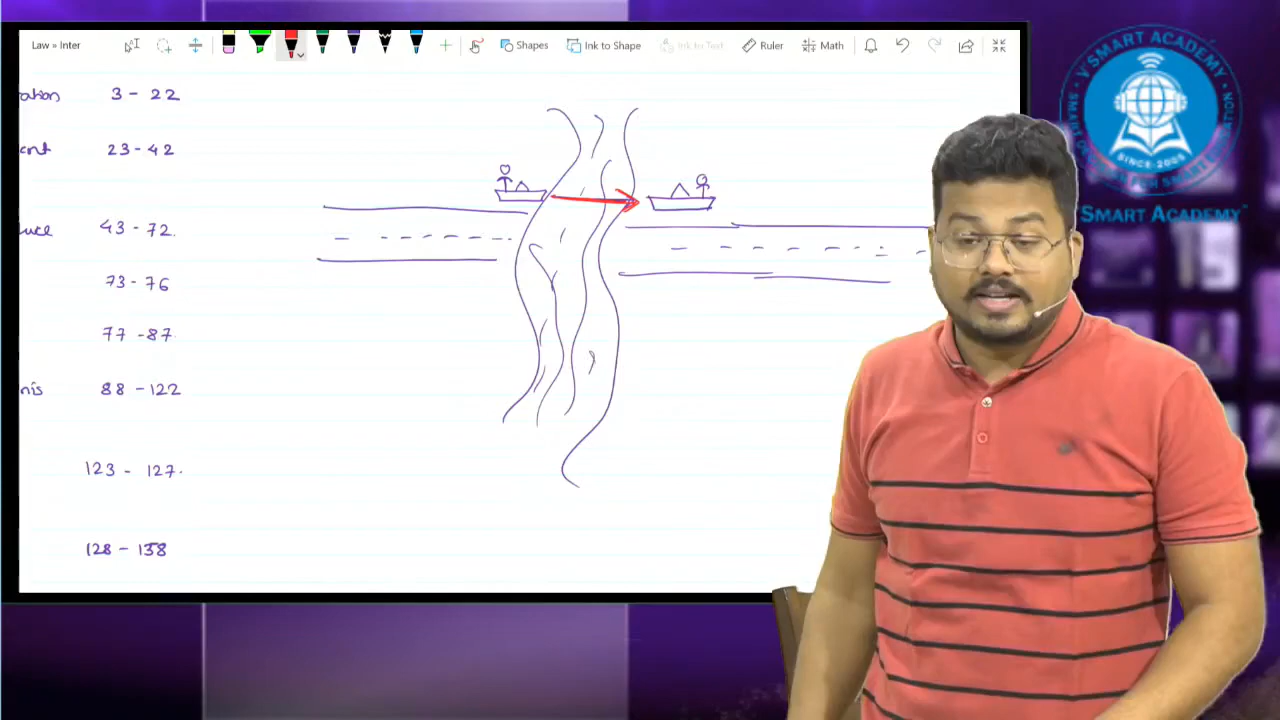 Law » Inter
Shapes
Ink to Shape
Ink to Text
Ruler
Math
ation 3 - 22
ent 23 - 42
uce 43 - 72.
73 - 76
77 - 87
nis 88 - 122
123 - 127.
128 - 138
V'SMART ACADEMY
SINCE-2005
V'SMART ACADEMY